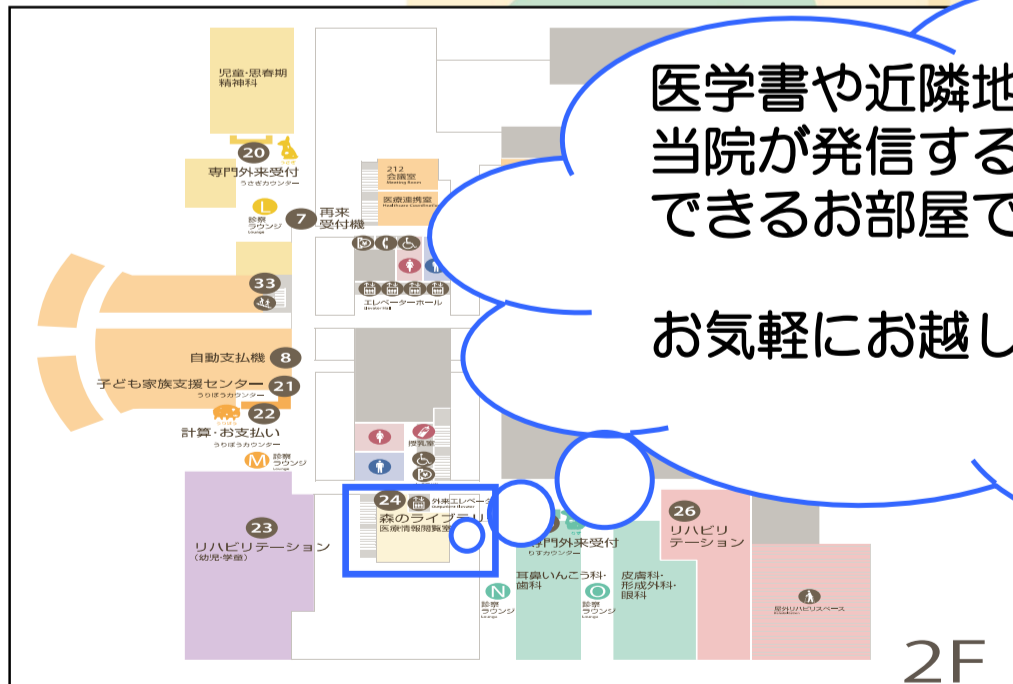 医学書や近隣地
当院が発信する
できるお部屋で
お気軽にお越し
児童・思春期
精神科
20
専門外来受付
うさぎカウンター
L
診察
ラウンジ
Lounge
7
再来
受付機
212
会議室
Meeting Room
医療連携室
33
エレベーターホール
Elevator Hall
自動支払機
8
子ども家族支援センター
21
うりぼうカウンター
22
計算・お支払い
うりぼうカウンター
M
診察
ラウンジ
Lounge
授乳室
23
リハビリテーション
(幼児・学童)
24
外来エレベータ
Outpatient Elevator
森のライブラリ
医療情報閲覧室
専門外来受付
りすカウンター
26
リハビリ
テーション
N
診察
ラウンジ
Lounge
耳鼻いんこう科・
歯科
O
診察
ラウンジ
Lounge
皮膚科・
形成外科・
眼科
屋外リハビリスペース
2F